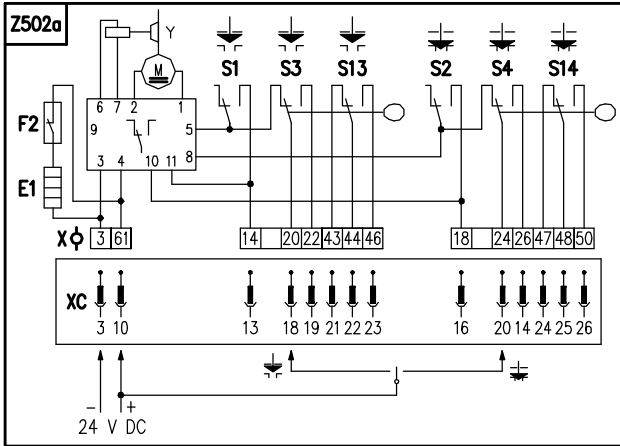 Z502a
Y
M
S1 S3 S13 S2 S4 S14
6 7 2 1
F2 9 5
8
3 4 10 11
E1
X 3 61 14 20 22 43 44 46 18 24 26 47 48 50
XC
3 10 13 18 19 21 22 23 16 20 14 24 25 26
– +
24 V DC